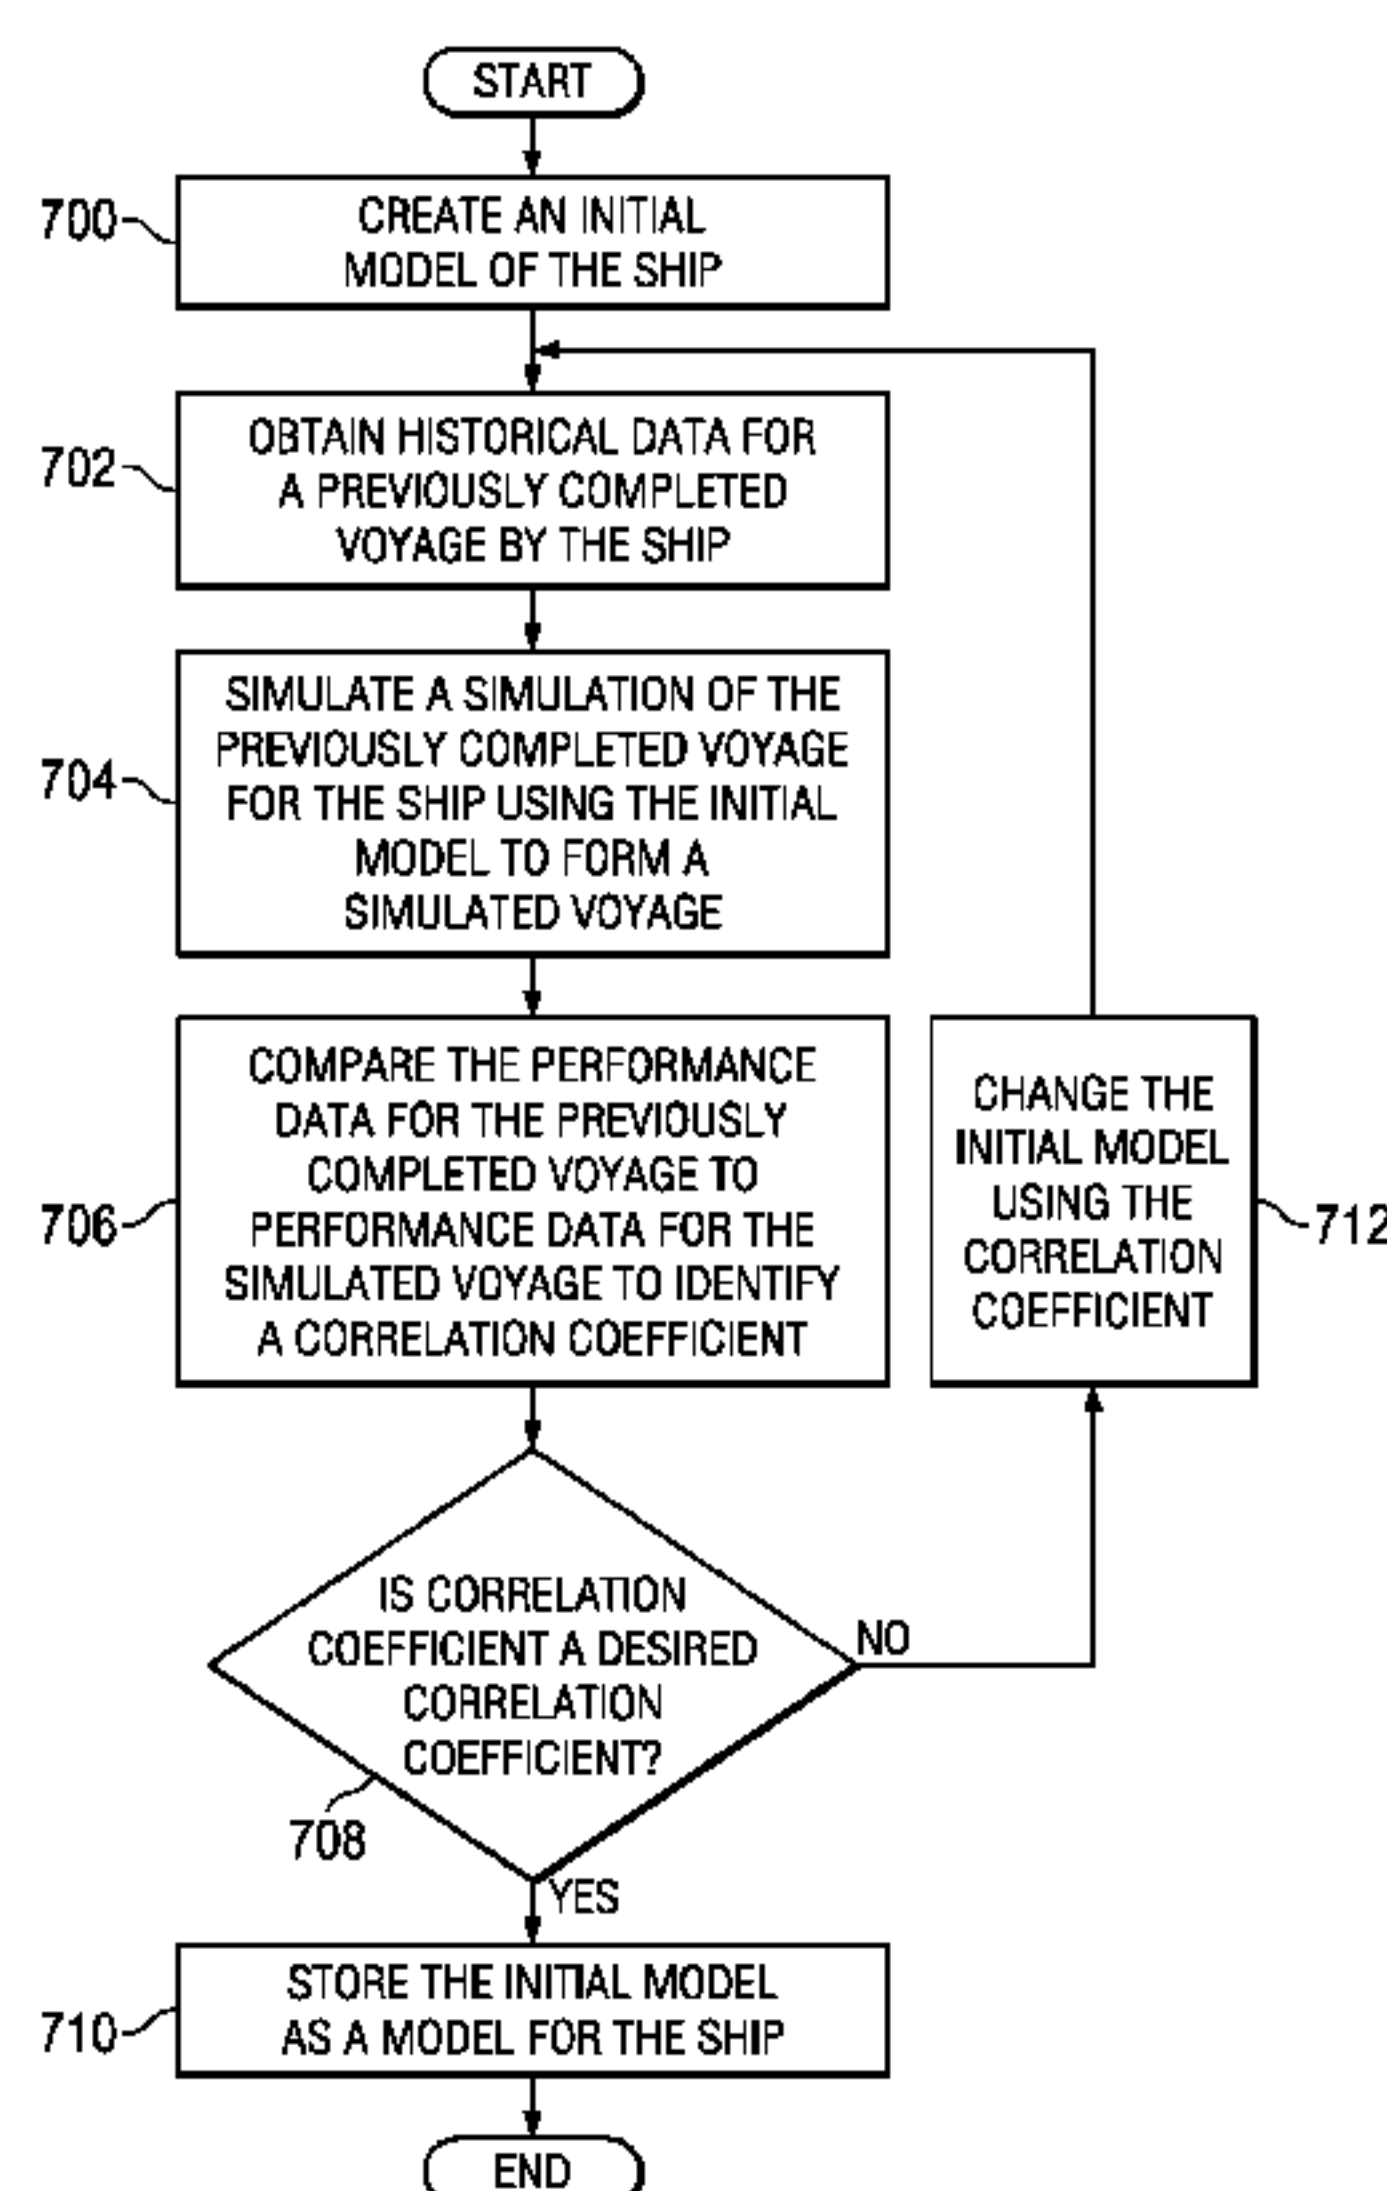 START
700
CREATE AN INITIAL
MODEL OF THE SHIP
702
OBTAIN HISTORICAL DATA FOR
A PREVIOUSLY COMPLETED
VOYAGE BY THE SHIP
704
SIMULATE A SIMULATION OF THE
PREVIOUSLY COMPLETED VOYAGE
FOR THE SHIP USING THE INITIAL
MODEL TO FORM A
SIMULATED VOYAGE
706
COMPARE THE PERFORMANCE
DATA FOR THE PREVIOUSLY
COMPLETED VOYAGE TO
PERFORMANCE DATA FOR THE
SIMULATED VOYAGE TO IDENTIFY
A CORRELATION COEFFICIENT
CHANGE THE
INITIAL MODEL
USING THE
CORRELATION
COEFFICIENT
712
IS CORRELATION
COEFFICIENT A DESIRED
CORRELATION
COEFFICIENT?
NO
708
YES
710
STORE THE INITIAL MODEL
AS A MODEL FOR THE SHIP
END